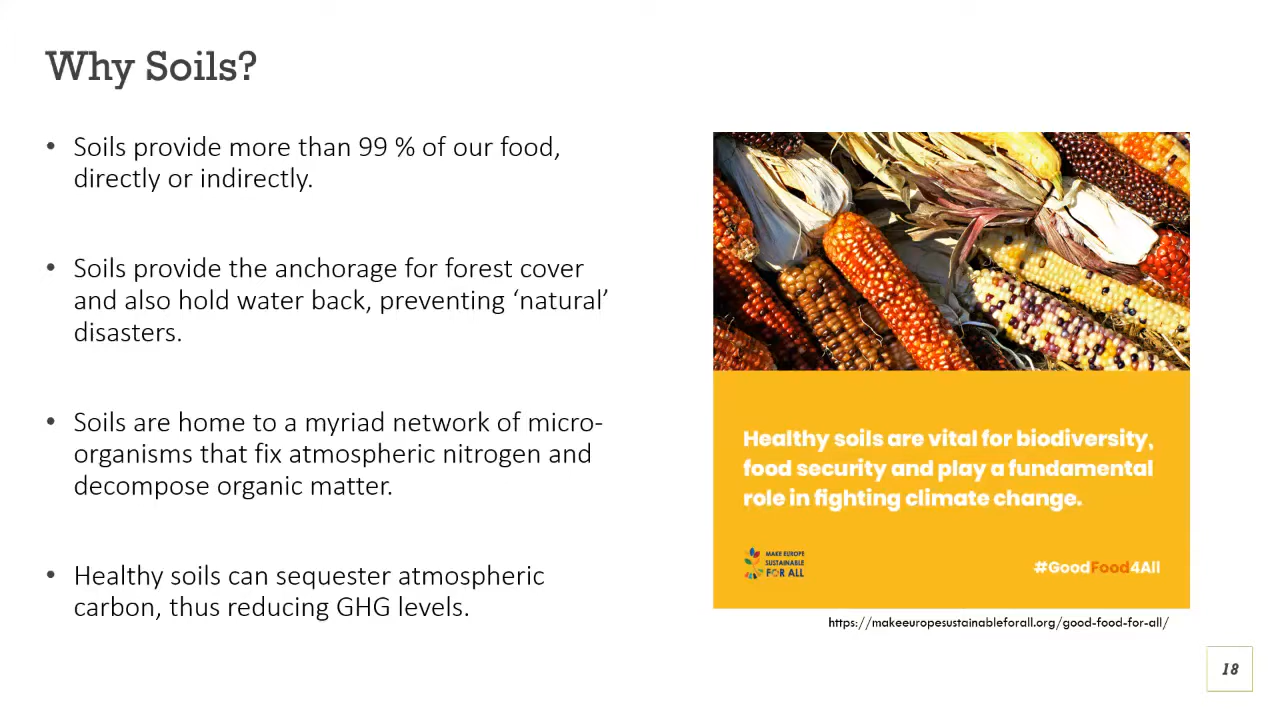 Why Soils?
• Soils provide more than 99 % of our food,
directly or indirectly.
• Soils provide the anchorage for forest cover
and also hold water back, preventing ‘natural’
disasters.
• Soils are home to a myriad network of micro-
organisms that fix atmospheric nitrogen and
decompose organic matter.
• Healthy soils can sequester atmospheric
carbon, thus reducing GHG levels.
Healthy soils are vital for biodiversity,
food security and play a fundamental
role in fighting climate change.
MAKE EUROPE
SUSTAINABLE
FOR ALL
#GoodFood4All
https://makeeuropesustainableforall.org/good-food-for-all/
18